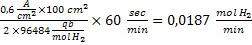 0,6 A/cm² ×100 cm² / 2×96484 qb/mol H₂ × 60 sec/min = 0,0187 mol H₂/min